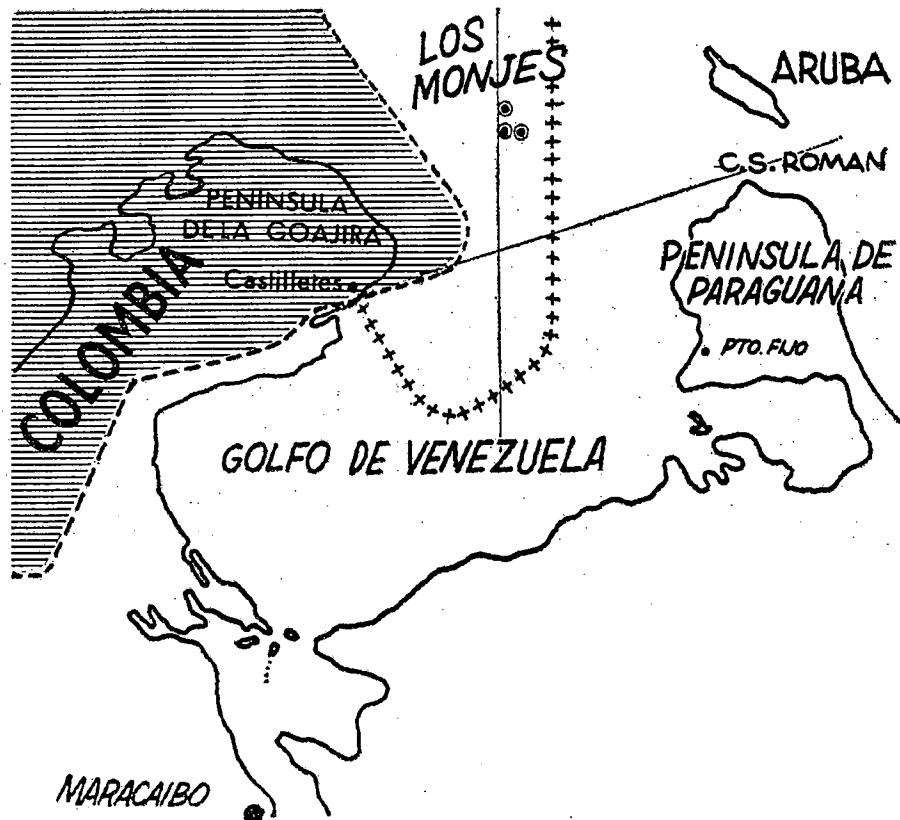 LOS
MONJES
ARUBA
C.S. ROMAN
PENINSULA
DE LA GOAJIRA
Castilletes
COLOMBIA
PENINSULA DE
PARAGUANA
PTO. FIJO
GOLFO DE VENEZUELA
MARACAIBO